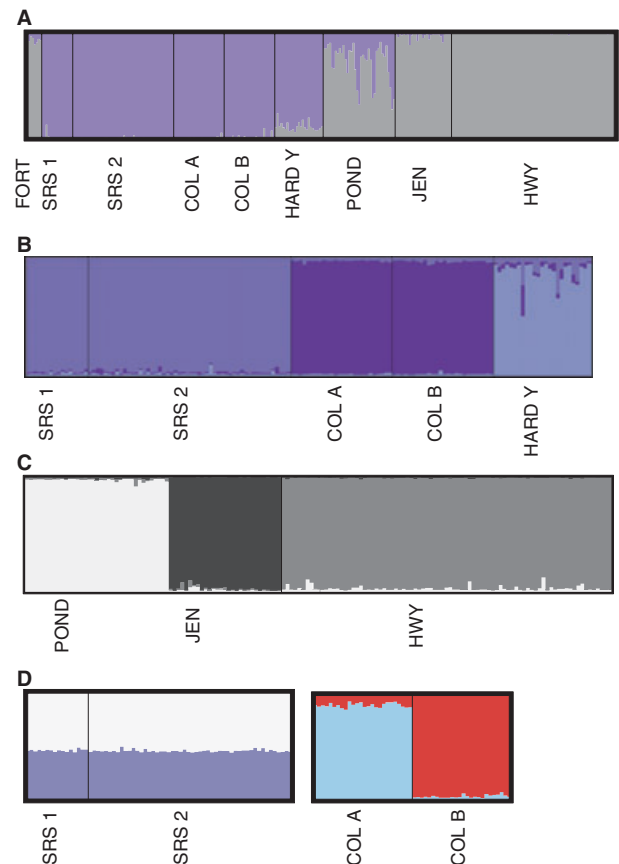 A
FORT SRS 1 SRS 2 COL A COL B HARD Y POND JEN HWY
B
SRS 1 SRS 2 COL A COL B HARD Y
C
POND JEN HWY
D
SRS 1 SRS 2 COL A COL B